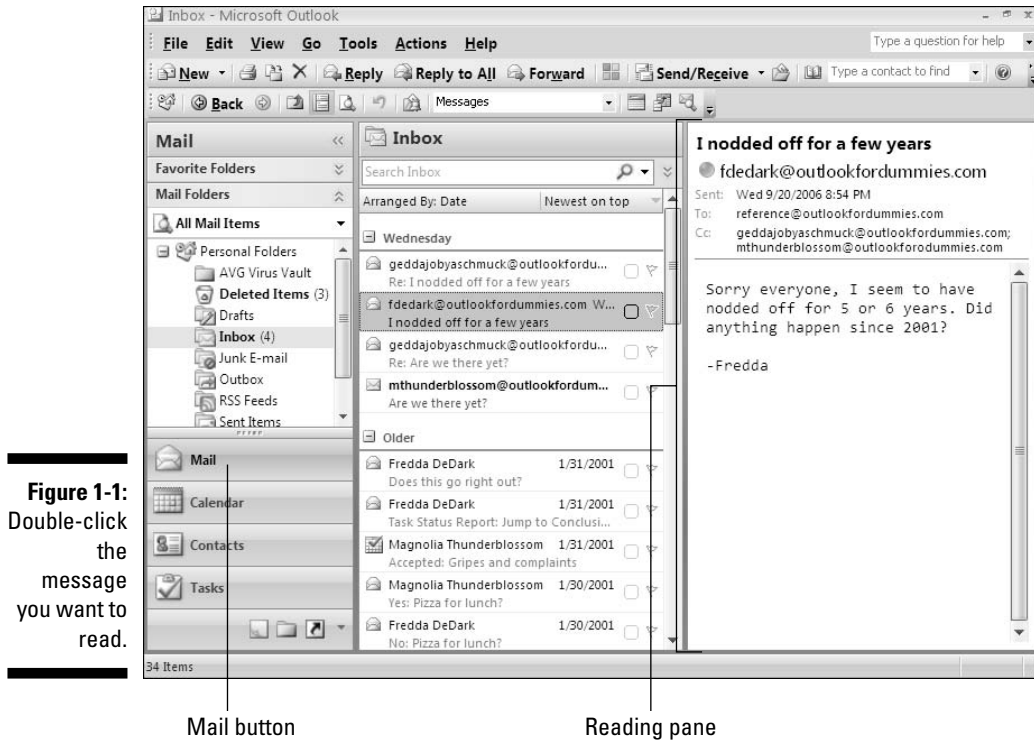 Inbox - Microsoft Outlook
File Edit View Go Tools Actions Help
Type a question for help
New Reply Reply to All Forward Send/Receive Type a contact to find
Back Messages
Mail
Favorite Folders
Mail Folders
All Mail Items
Personal Folders
AVG Virus Vault
Deleted Items (3)
Drafts
Inbox (4)
Junk E-mail
Outbox
RSS Feeds
Sent Items
Mail
Calendar
Contacts
Tasks
34 Items
Inbox
Search Inbox
Arranged By: Date Newest on top
Wednesday
geddajobyaschmuck@outlookfordu...
Re: I nodded off for a few years
fdedark@outlookfordummies.com W...
I nodded off for a few years
geddajobyaschmuck@outlookfordu...
Re: Are we there yet?
mthunderblossom@outlookfordum...
Are we there yet?
Older
Fredda DeDark 1/31/2001
Does this go right out?
Fredda DeDark 1/31/2001
Task Status Report: Jump to Conclusi...
Magnolia Thunderblossom 1/31/2001
Accepted: Gripes and complaints
Magnolia Thunderblossom 1/30/2001
Yes: Pizza for lunch?
Fredda DeDark 1/30/2001
No: Pizza for lunch?
I nodded off for a few years
fdedark@outlookfordummies.com
Sent: Wed 9/20/2006 8:54 PM
To: reference@outlookfordummies.com
Cc: geddajobyaschmuck@outlookfordummies.com;
mthunderblossom@outlookforodummies.com
Sorry everyone, I seem to have
nodded off for 5 or 6 years. Did
anything happen since 2001?
-Fredda
Figure 1-1:
Double-click
the
message
you want to
read.
Mail button
Reading pane